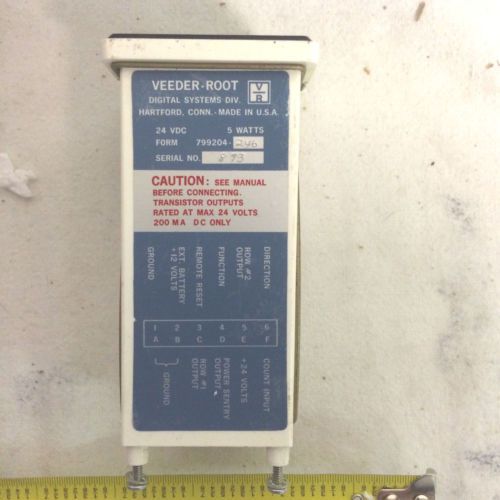 VEEDER-ROOT
V
R
DIGITAL SYSTEMS DIV.
HARTFORD, CONN.-MADE IN U.S.A.
24 VDC 5 WATTS
FORM 799204-246
SERIAL NO. 893
CAUTION: SEE MANUAL
BEFORE CONNECTING.
TRANSISTOR OUTPUTS
RATED AT MAX 24 VOLTS
200 MA DC ONLY
GROUND
EXT. BATTERY
+12 VOLTS
REMOTE RESET
FUNCTION
ROW #2
OUTPUT
DIRECTION
1 2 3 4 5 6
A B C D E F
GROUND
ROW #1
OUTPUT
POWER SENTRY
OUTPUT
+24 VOLTS
COUNT INPUT